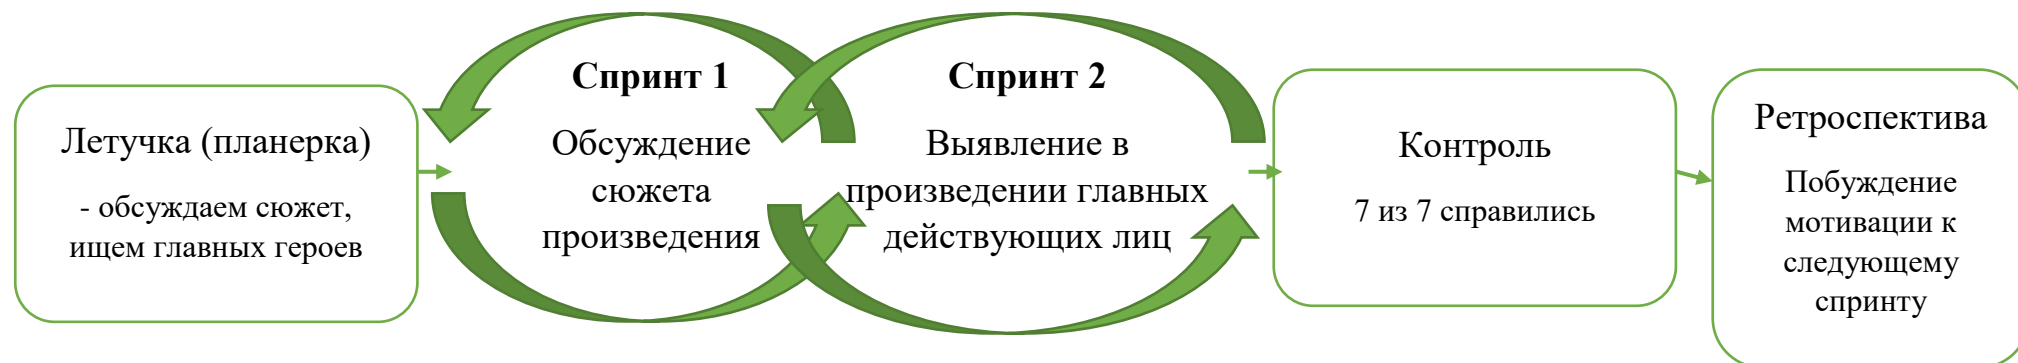 Летучка (планерка)
- обсуждаем сюжет,
ищем главных героев
Спринт 1
Обсуждение
сюжета
произведения
Спринт 2
Выявление в
произведении главных
действующих лиц
Контроль
7 из 7 справились
Ретроспектива
Побуждение
мотивации к
следующему
спринту